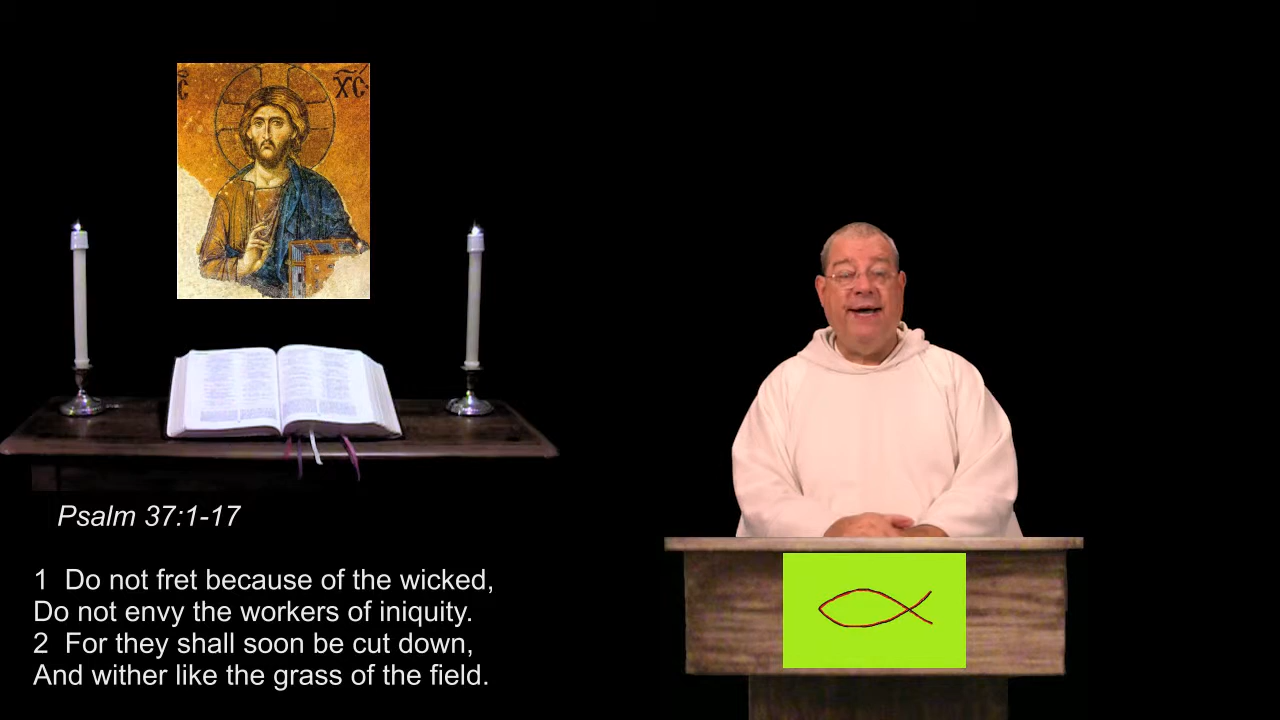 XC
Psalm 37:1-17
1 Do not fret because of the wicked,
Do not envy the workers of iniquity.
2 For they shall soon be cut down,
And wither like the grass of the field.